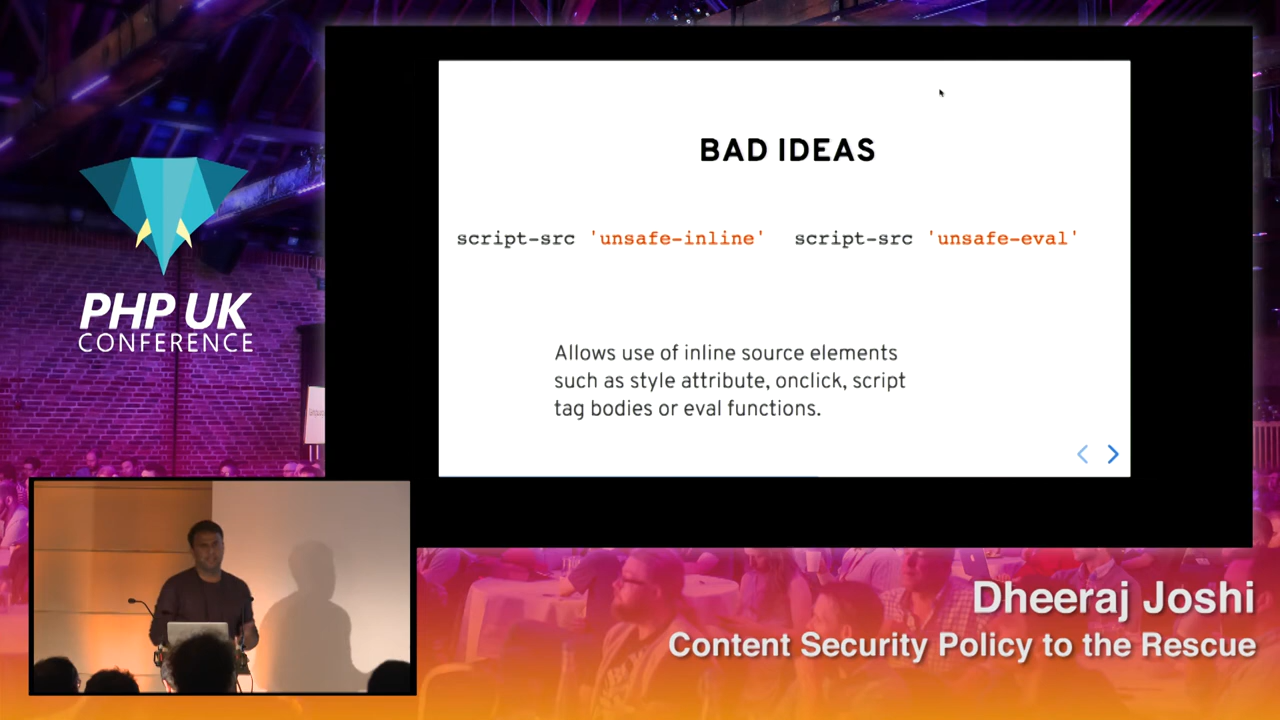 BAD IDEAS
script-src 'unsafe-inline' script-src 'unsafe-eval'
Allows use of inline source elements
such as style attribute, onclick, script
tag bodies or eval functions.
PHP UK
CONFERENCE
Dheeraj Joshi
Content Security Policy to the Rescue